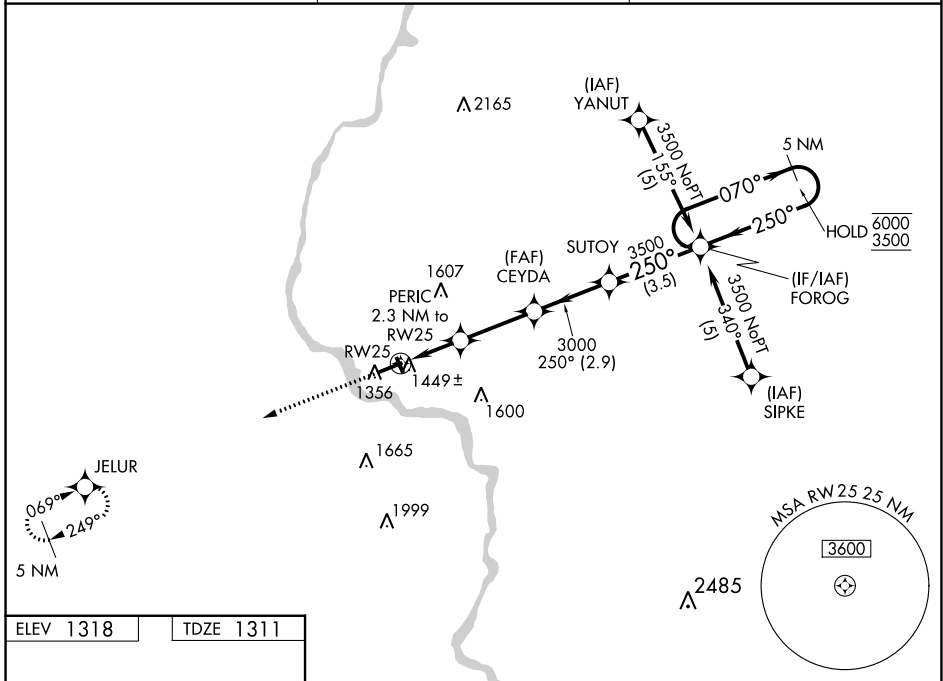 (IAF)
YANUT
2165
3500 NoPT
155°
(5)
5 NM
070°
250°
HOLD 6000
3500
(IF/IAF)
FOROG
SUTOY
3500
250°
(3.5)
(FAF)
CEYDA
3000
250° (2.9)
1607
PERIC
2.3 NM to
RW25
RW25
1449±
1356
1600
3500 NoPT
340°
(5)
(IAF)
SIPKE
1665
JELUR
069°
249°
5 NM
1999
MSA RW25 25 NM
3600
2485
ELEV 1318
TDZE 1311